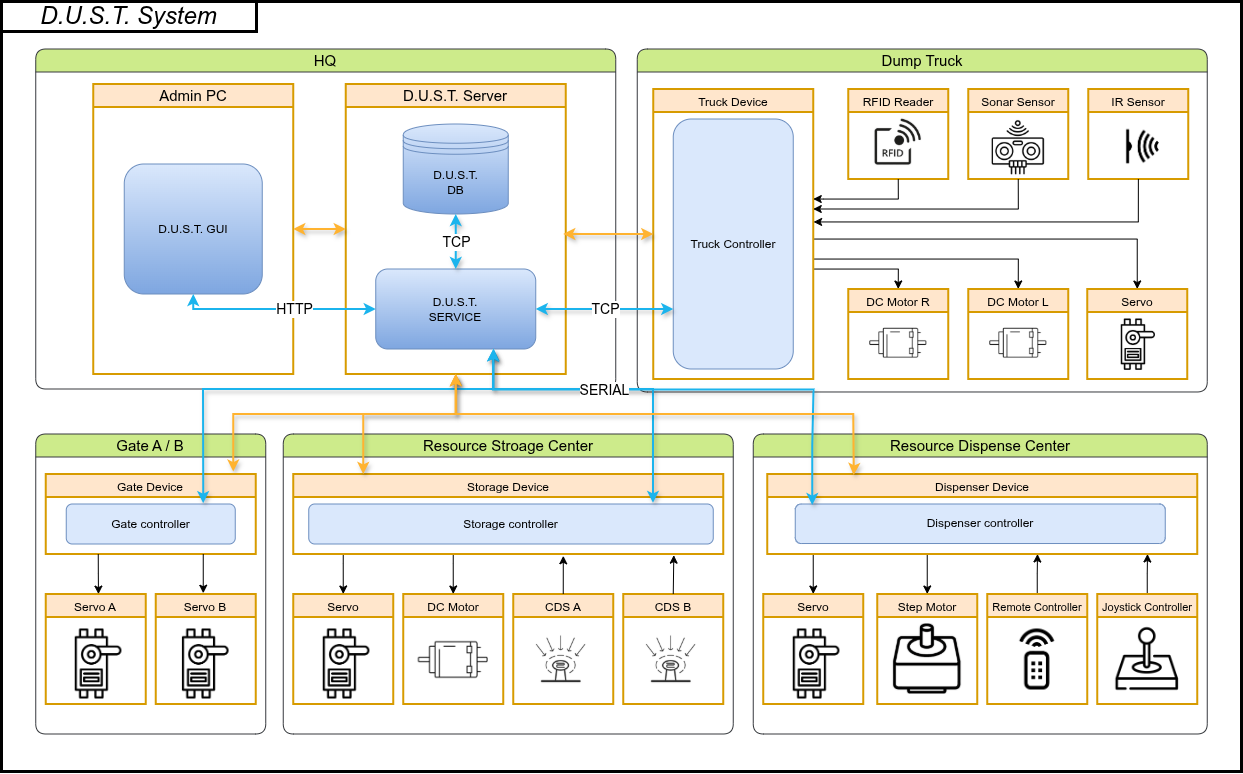 D.U.S.T. System
HQ
Admin PC
D.U.S.T. GUI
D.U.S.T. Server
D.U.S.T.
DB
TCP
HTTP
D.U.S.T.
SERVICE
TCP
SERIAL
Dump Truck
Truck Device
Truck Controller
RFID Reader
RFID
Sonar Sensor
IR Sensor
DC Motor R
DC Motor L
Servo
Gate A / B
Gate Device
Gate controller
Servo A
Servo B
Resource Stroage Center
Storage Device
Storage controller
Servo
DC Motor
CDS A
CDS B
Resource Dispense Center
Dispenser Device
Dispenser controller
Servo
Step Motor
Remote Controller
Joystick Controller